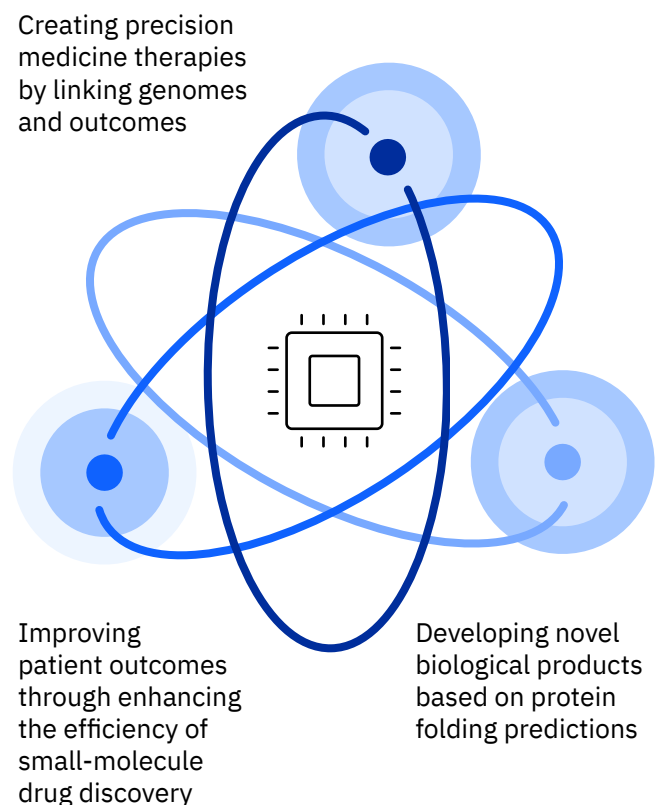 Creating precision
medicine therapies
by linking genomes
and outcomes
Improving
patient outcomes
through enhancing
the efficiency of
small-molecule
drug discovery
Developing novel
biological products
based on protein
folding predictions